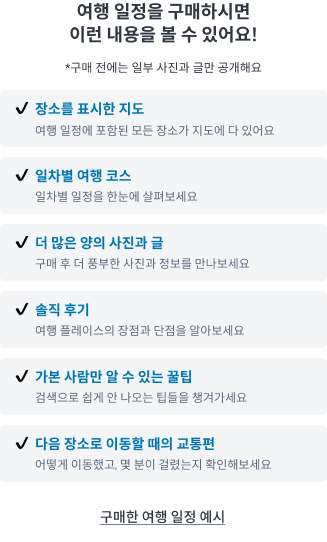 여행 일정을 구매하시면
이런 내용을 볼 수 있어요!
*구매 전에는 일부 사진과 글만 공개해요
장소를 표시한 지도
여행 일정에 포함된 모든 장소가 지도에 다 있어요
일차별 여행 코스
일차별 일정을 한눈에 살펴보세요
더 많은 양의 사진과 글
구매 후 더 풍부한 사진과 정보를 만나보세요
솔직 후기
여행 플레이스의 장점과 단점을 알아보세요
가본 사람만 알 수 있는 꿀팁
검색으로 쉽게 안 나오는 팁들을 챙겨가세요
다음 장소로 이동할 때의 교통편
어떻게 이동했고, 몇 분이 걸렸는지 확인해보세요
구매한 여행 일정 예시